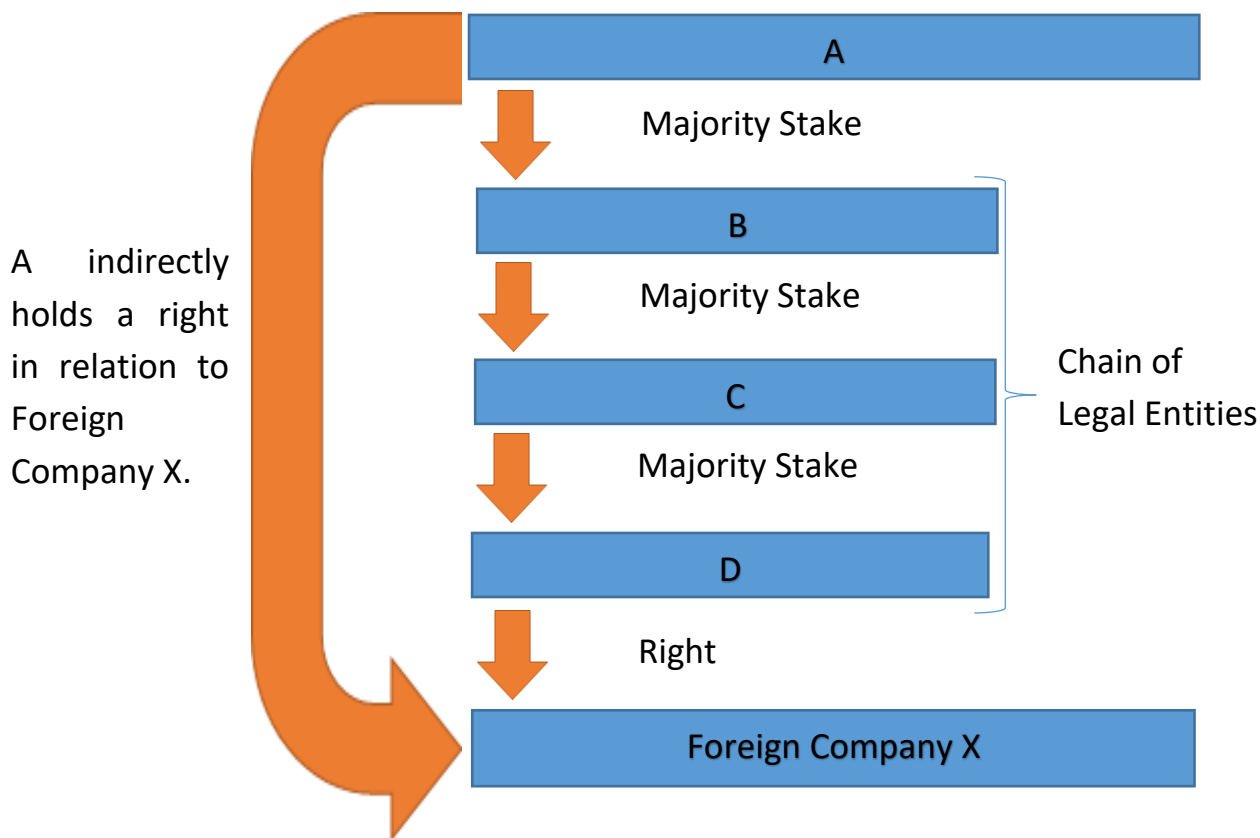 A
Majority Stake
B
A indirectly
holds a right
in relation to
Foreign
Company X.
Majority Stake
Chain of
Legal Entities
C
Majority Stake
D
Right
Foreign Company X